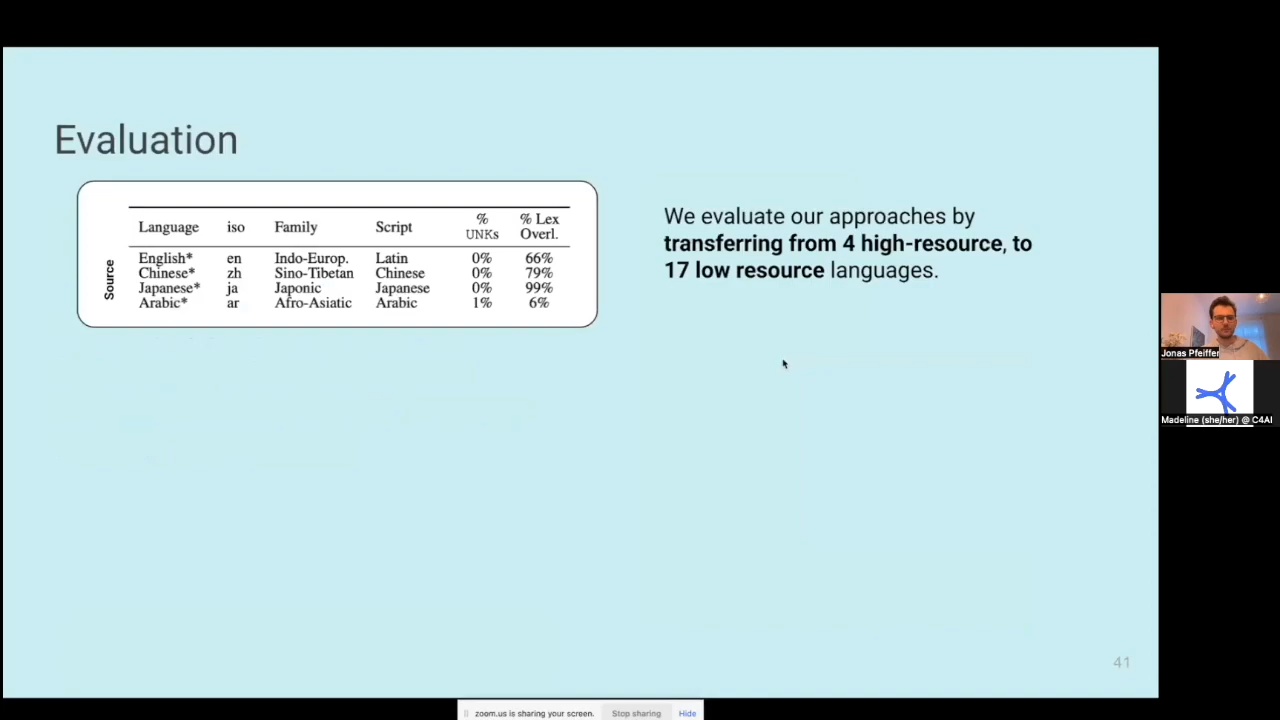 Evaluation
Language iso Family Script % UNKs % Lex Overl.
Source
English* en Indo-Europ. Latin 0% 66%
Chinese* zh Sino-Tibetan Chinese 0% 79%
Japanese* ja Japonic Japanese 0% 99%
Arabic* ar Afro-Asiatic Arabic 1% 6%
We evaluate our approaches by
transferring from 4 high-resource, to
17 low resource languages.
Jonas Pfeiffer
Madeline (she/her) @ C4AI
41
zoom.us is sharing your screen. Stop sharing Hide